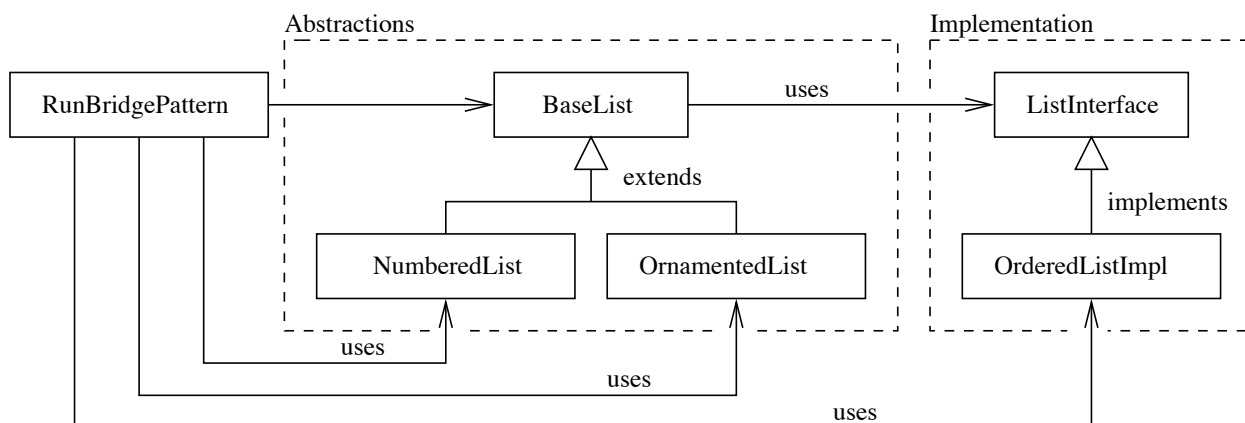 Abstractions
Implementation
RunBridgePattern
BaseList
uses
ListInterface
extends
implements
NumberedList
OrnamentedList
OrderedListImpl
uses
uses
uses